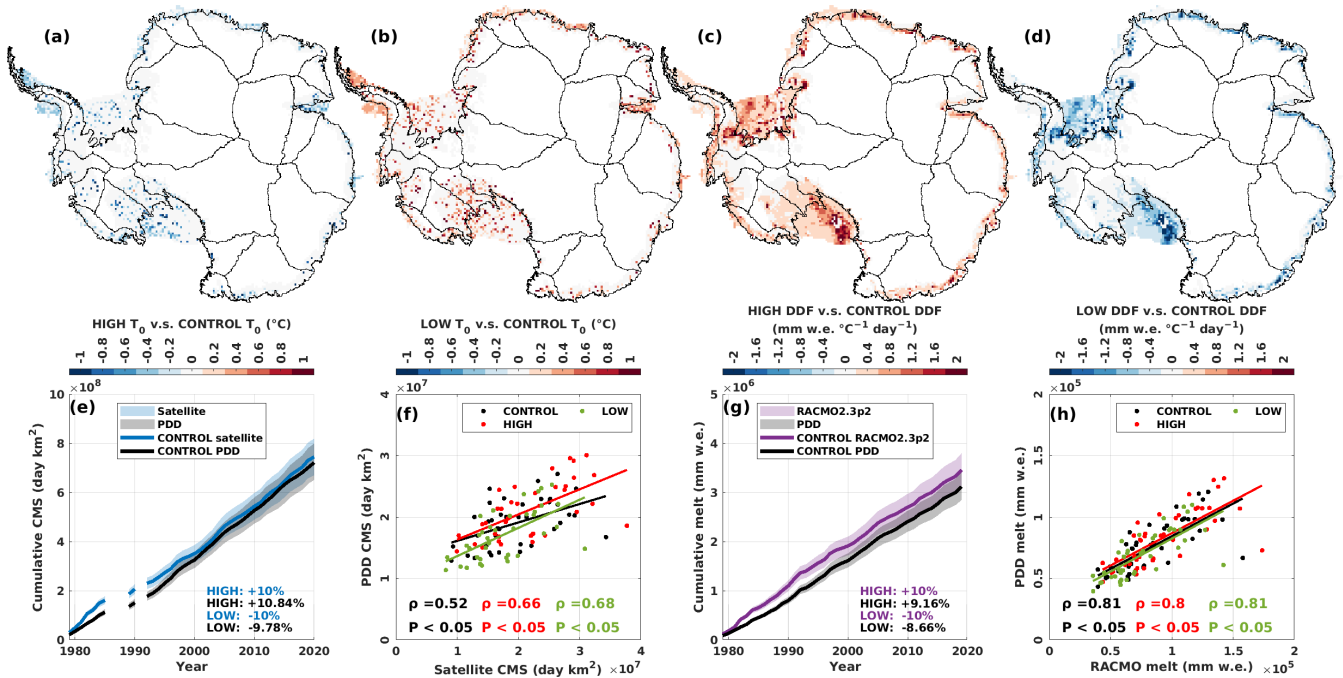 (a)
(b)
(c)
(d)
HIGH T₀ v.s. CONTROL T₀ (°C)
-1 -0.8 -0.6 -0.4 -0.2 0 0.2 0.4 0.6 0.8 1
LOW T₀ v.s. CONTROL T₀ (°C)
-1 -0.8 -0.6 -0.4 -0.2 0 0.2 0.4 0.6 0.8 1
HIGH DDF v.s. CONTROL DDF
(mm w.e. °C⁻¹ day⁻¹)
-2 -1.6 -1.2 -0.8 -0.4 0 0.4 0.8 1.2 1.6 2
LOW DDF v.s. CONTROL DDF
(mm w.e. °C⁻¹ day⁻¹)
-2 -1.6 -1.2 -0.8 -0.4 0 0.4 0.8 1.2 1.6 2
(e)
×10⁸
10
8
6
4
2
0
Cumulative CMS (day km²)
Satellite
PDD
CONTROL satellite
CONTROL PDD
HIGH: +10%
HIGH: +10.84%
LOW: -10%
LOW: -9.78%
1980 1990 2000 2010 2020
Year
(f)
×10⁷
4
3
2
1
0
PDD CMS (day km²)
CONTROL
HIGH
LOW
ρ =0.52 ρ =0.66 ρ =0.68
P < 0.05 P < 0.05 P < 0.05
0 1 2 3 4
Satellite CMS (day km²) ×10⁷
(g)
×10⁶
5
4
3
2
1
0
Cumulative melt (mm w.e.)
RACMO2.3p2
PDD
CONTROL RACMO2.3p2
CONTROL PDD
HIGH: +10%
HIGH: +9.16%
LOW: -10%
LOW: -8.66%
1980 1990 2000 2010 2020
Year
(h)
×10⁵
2
1.5
1
0.5
0
PDD melt (mm w.e.)
CONTROL
HIGH
LOW
ρ =0.81 ρ =0.8 ρ =0.81
P < 0.05 P < 0.05 P < 0.05
0 0.5 1 1.5 2
RACMO melt (mm w.e.) ×10⁵